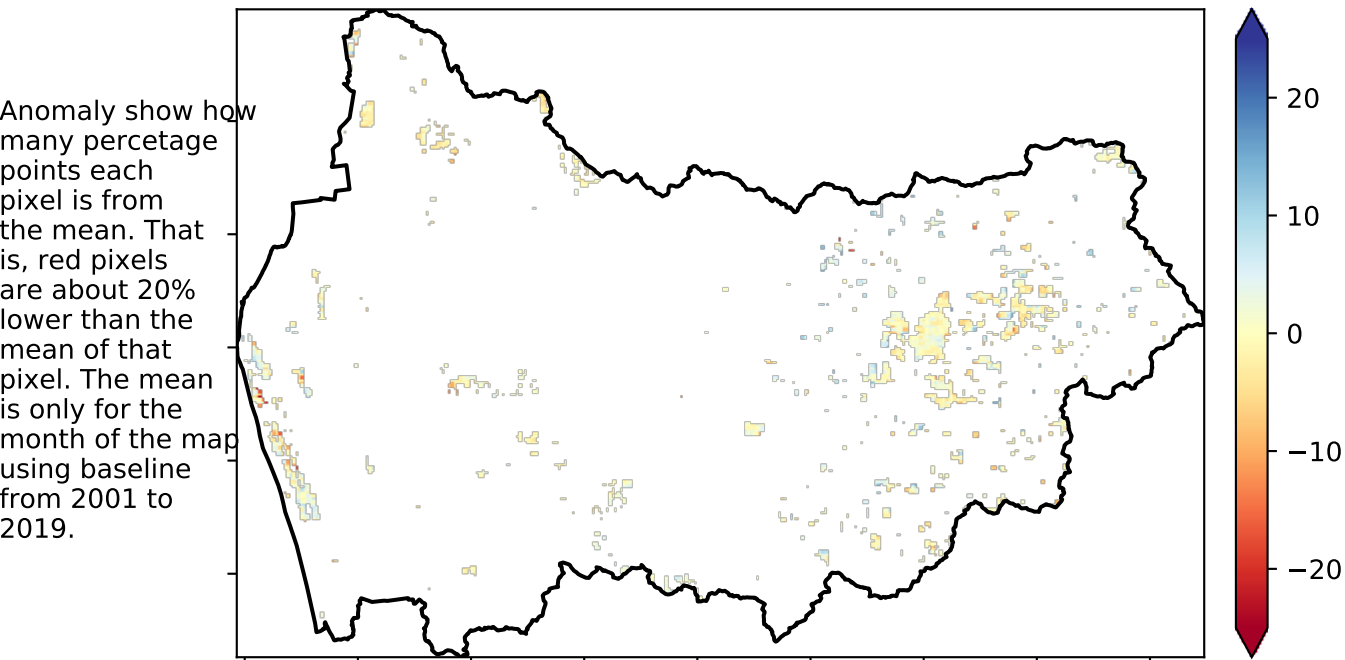 Anomaly show how
many percetage
points each
pixel is from
the mean. That
is, red pixels
are about 20%
lower than the
mean of that
pixel. The mean
is only for the
month of the map
using baseline
from 2001 to
2019.
20
10
0
−10
−20